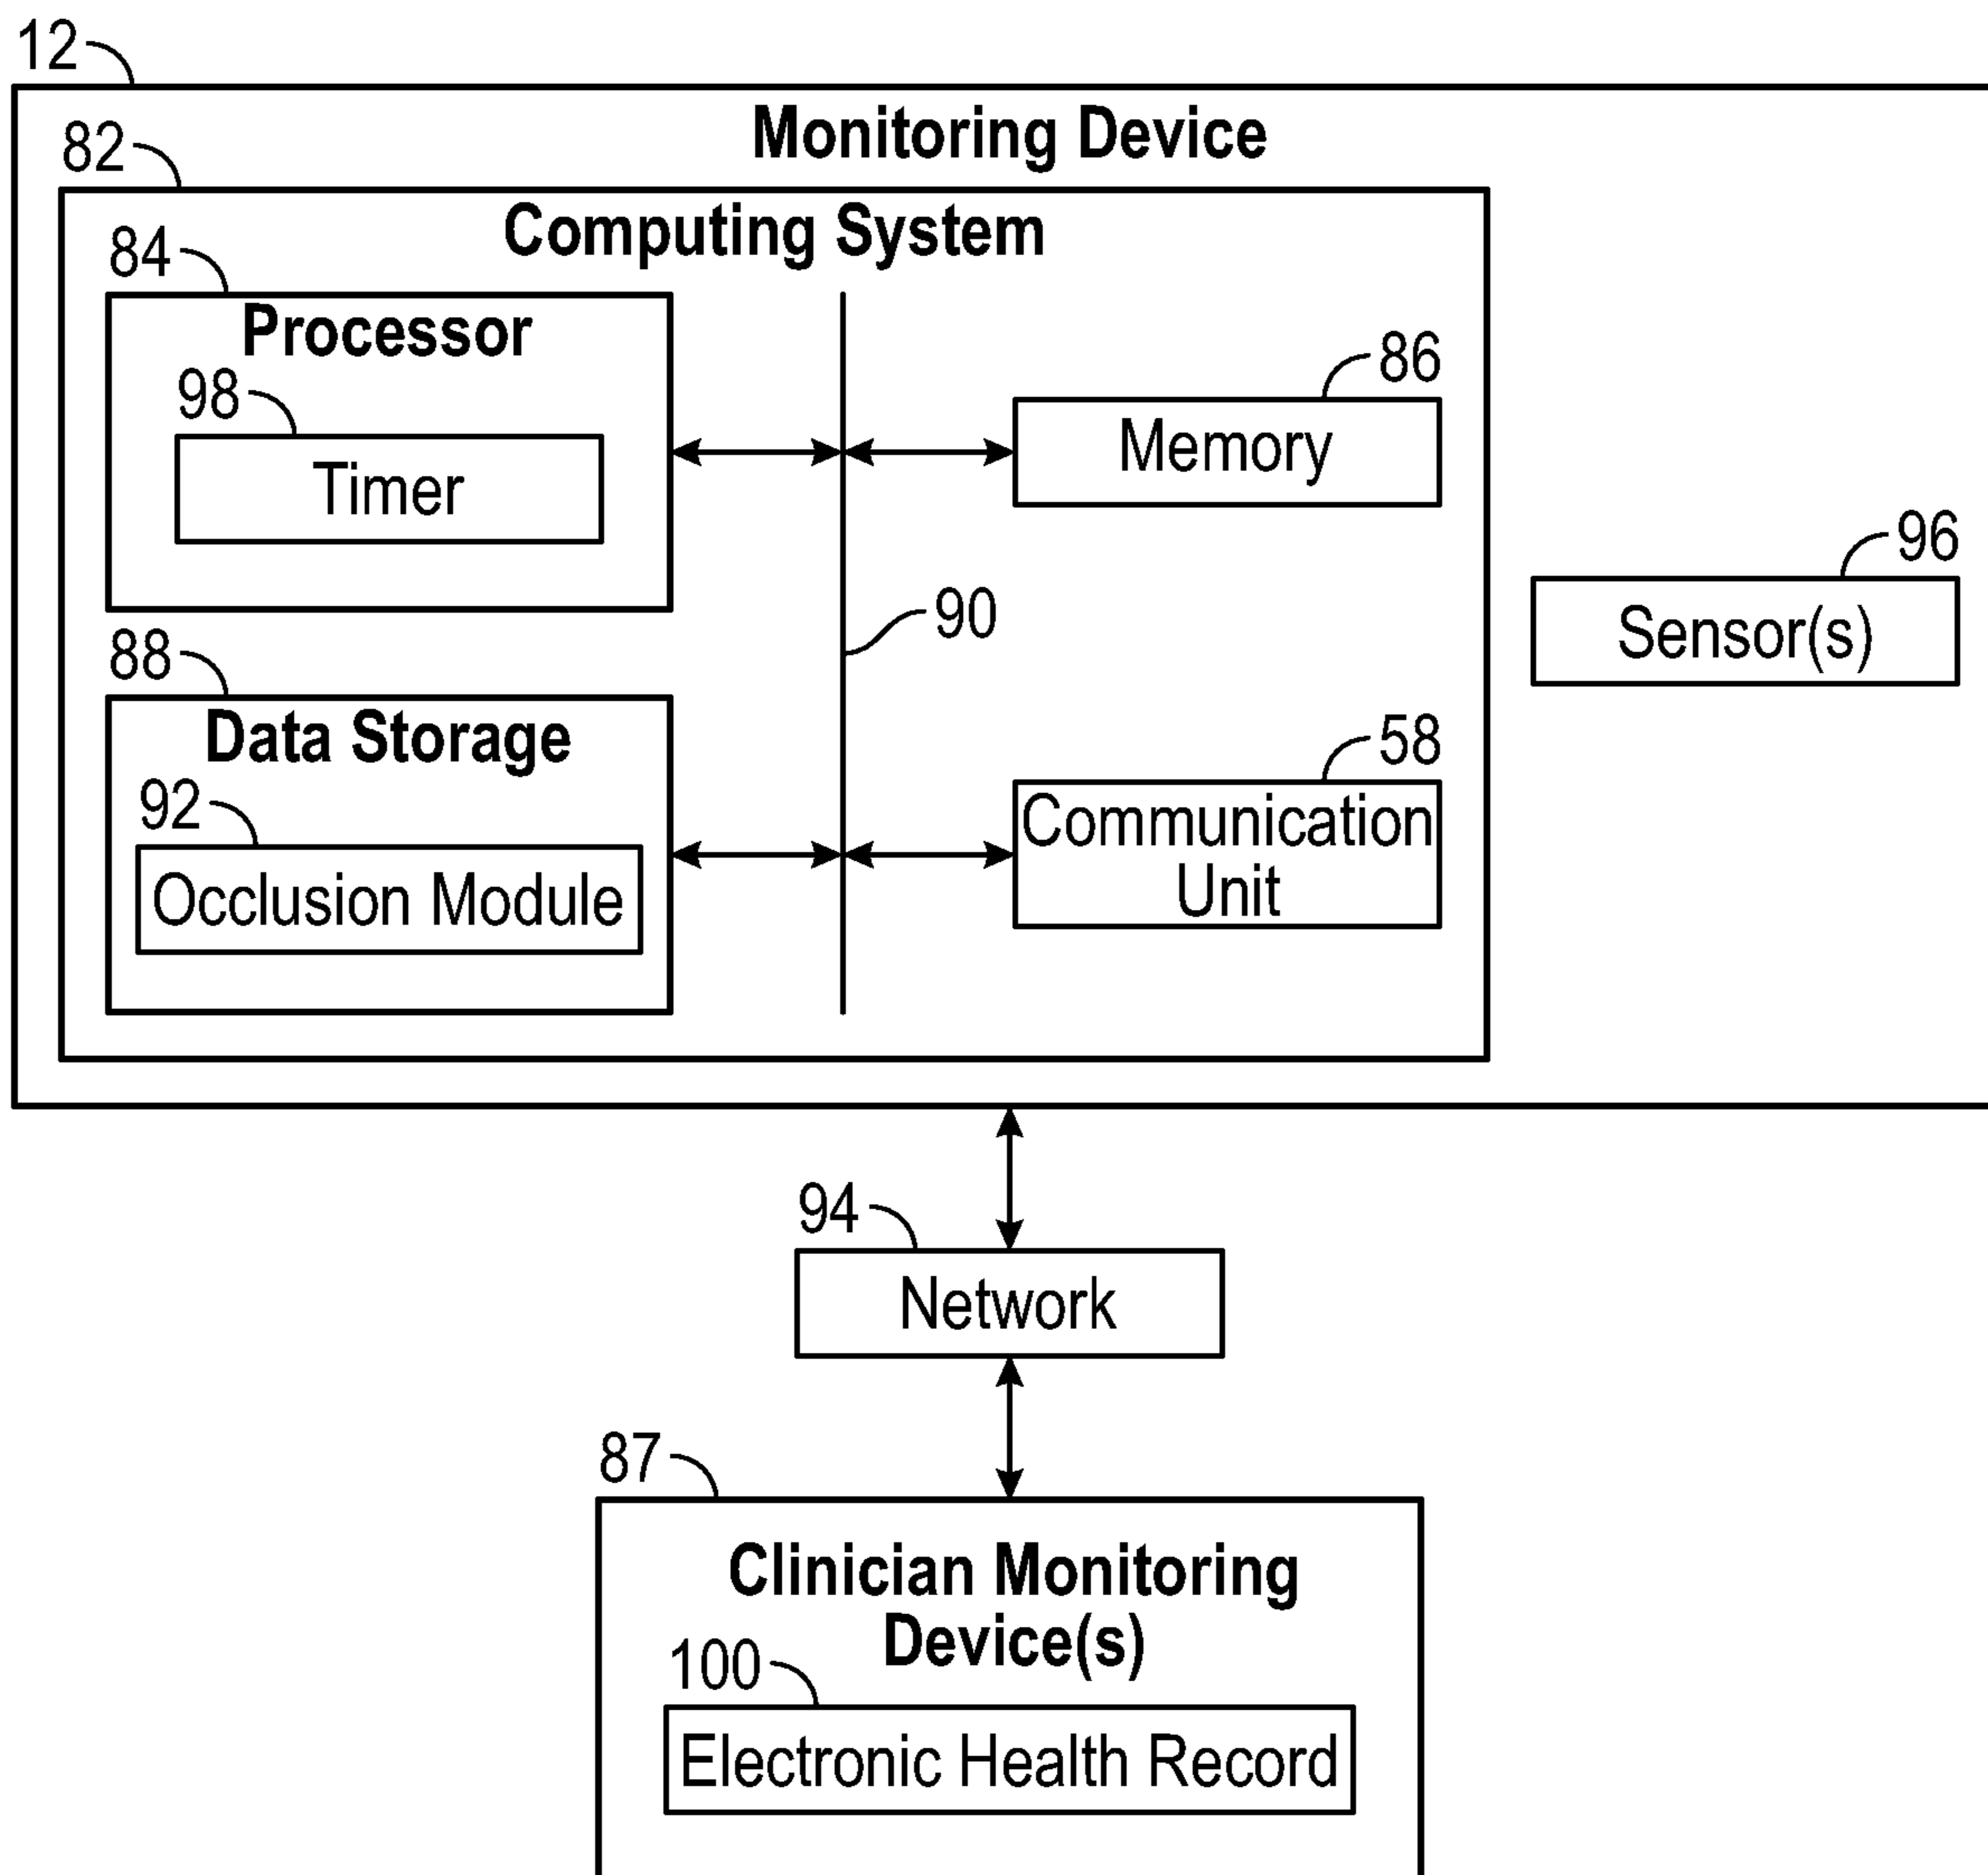 12
Monitoring Device
82
Computing System
84
Processor
98
Timer
86
Memory
96
Sensor(s)
90
88
Data Storage
92
Occlusion Module
58
Communication
Unit
94
Network
87
Clinician Monitoring
Device(s)
100
Electronic Health Record